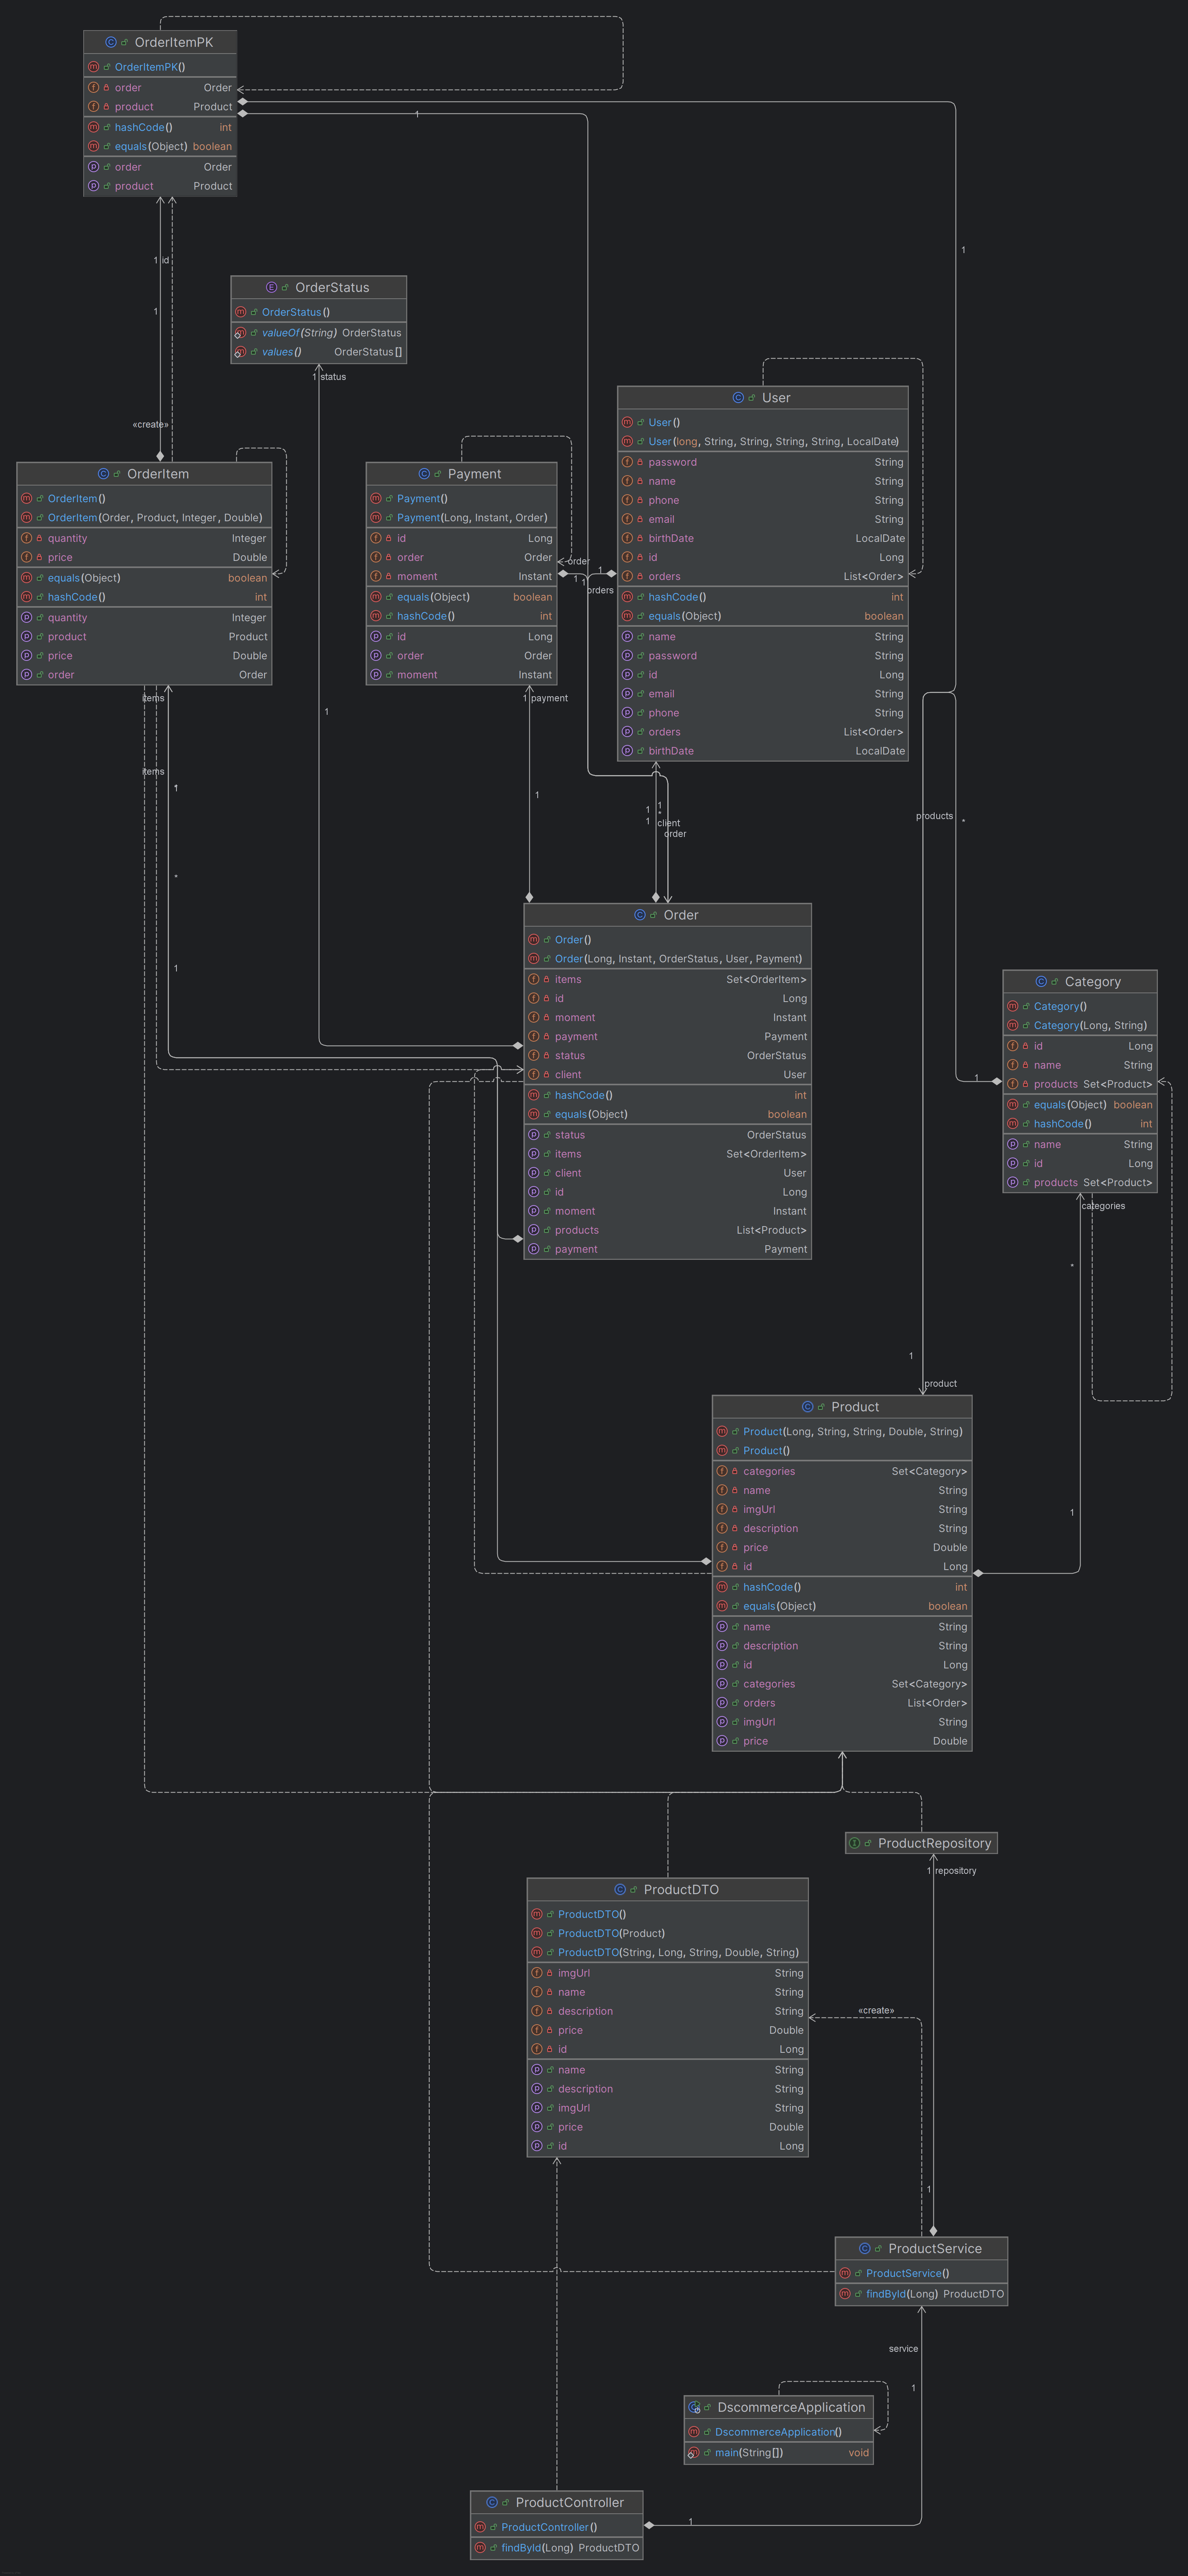 OrderItemPK
OrderItemPK()
order Order
product Product
hashCode() int
equals(Object) boolean
order Order
product Product
1
1
1 id
1
«create»
OrderStatus
OrderStatus()
valueOf(String) OrderStatus
values() OrderStatus[]
1 status
User
User()
User(long, String, String, String, String, LocalDate)
password String
name String
phone String
email String
birthDate LocalDate
id Long
orders List<Order>
hashCode() int
equals(Object) boolean
name String
password String
id Long
email String
phone String
orders List<Order>
birthDate LocalDate
OrderItem
OrderItem()
OrderItem(Order, Product, Integer, Double)
quantity Integer
price Double
equals(Object) boolean
hashCode() int
quantity Integer
product Product
price Double
order Order
Payment
Payment()
Payment(Long, Instant, Order)
id Long
order Order
moment Instant
equals(Object) boolean
hashCode() int
id Long
order Order
moment Instant
order
1
1 1
orders
items
1 payment
1
items
1
*
1
1
1
*
1
client
order
products
*
*
1
Order
Order()
Order(Long, Instant, OrderStatus, User, Payment)
items Set<OrderItem>
id Long
moment Instant
payment Payment
status OrderStatus
client User
hashCode() int
equals(Object) boolean
status OrderStatus
items Set<OrderItem>
client User
id Long
moment Instant
products List<Product>
payment Payment
Category
Category()
Category(Long, String)
id Long
name String
products Set<Product>
equals(Object) boolean
hashCode() int
name String
id Long
products Set<Product>
1
categories
*
1
product
1
Product
Product(Long, String, String, Double, String)
Product()
categories Set<Category>
name String
imgUrl String
description String
price Double
id Long
hashCode() int
equals(Object) boolean
name String
description String
id Long
categories Set<Category>
orders List<Order>
imgUrl String
price Double
ProductRepository
1 repository
ProductDTO
ProductDTO()
ProductDTO(Product)
ProductDTO(String, Long, String, Double, String)
imgUrl String
name String
description String
price Double
id Long
name String
description String
imgUrl String
price Double
id Long
«create»
1
ProductService
ProductService()
findById(Long) ProductDTO
service
1
DscommerceApplication
DscommerceApplication()
main(String[]) void
ProductController
ProductController()
findById(Long) ProductDTO
1